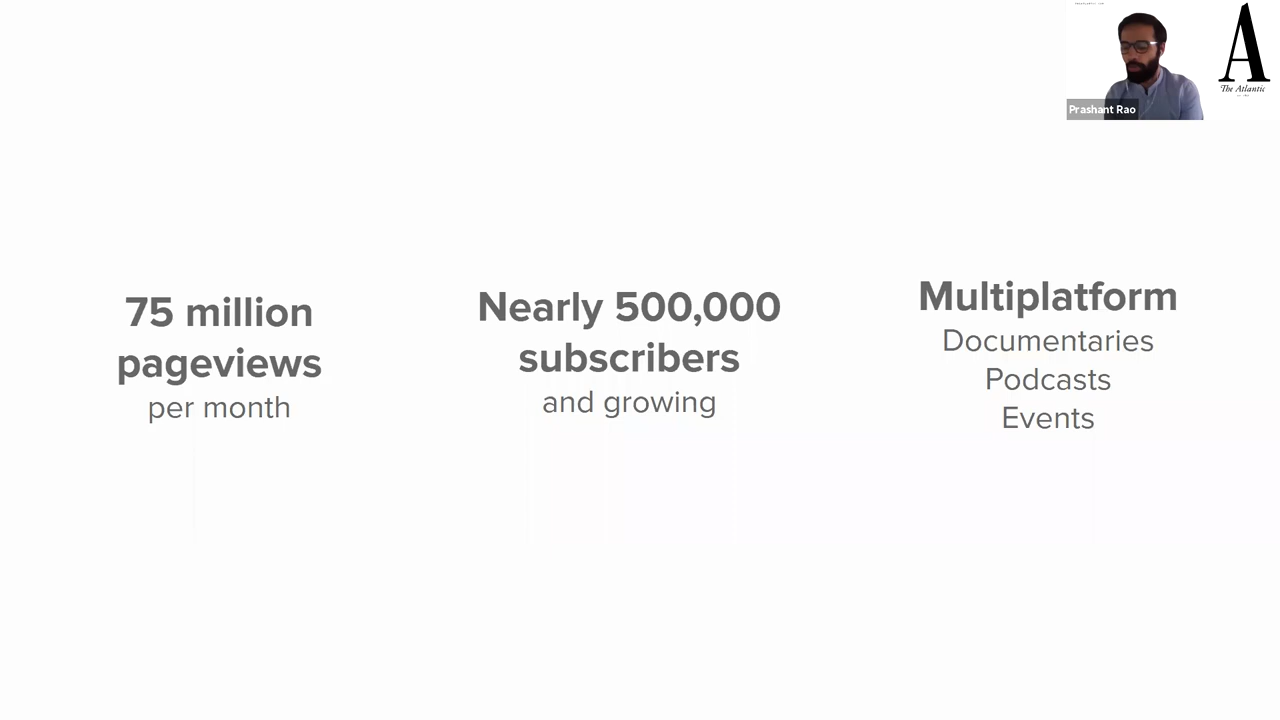 A
The Atlantic
Prashant Rao
75 million
pageviews
per month
Nearly 500,000
subscribers
and growing
Multiplatform
Documentaries
Podcasts
Events